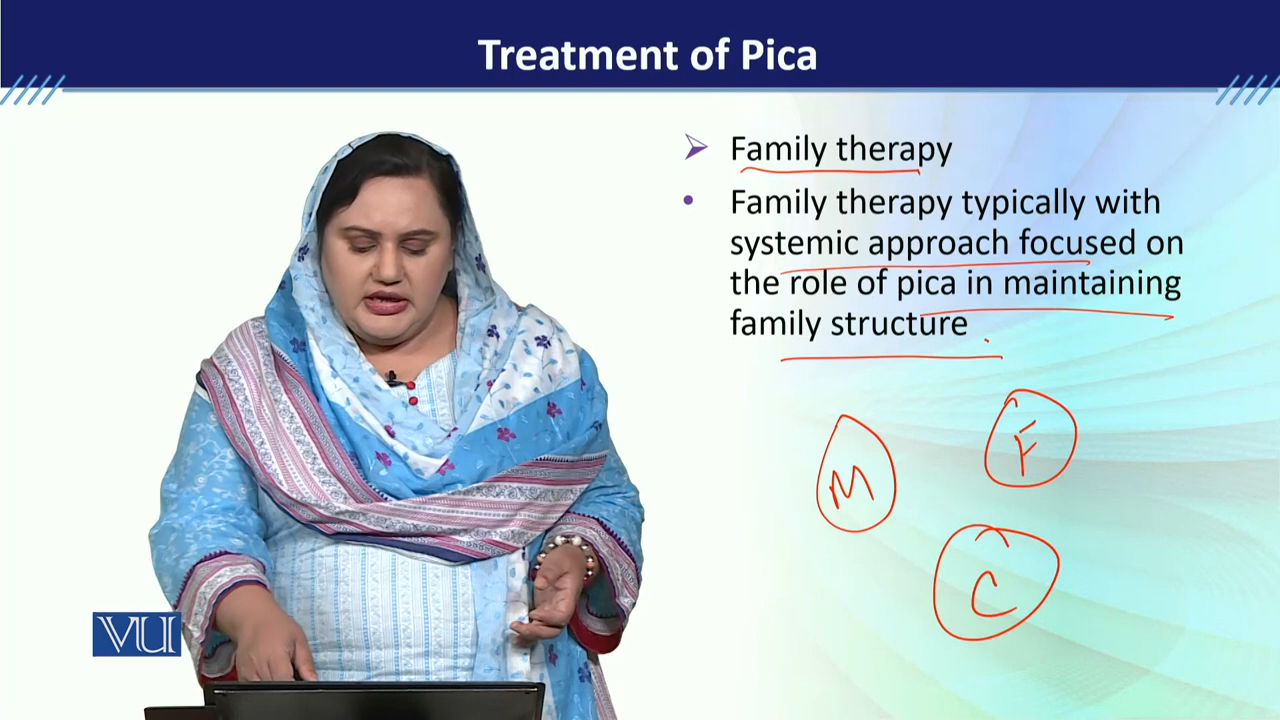 Treatment of Pica
Family therapy
Family therapy typically with
systemic approach focused on
the role of pica in maintaining
family structure
M
F
C
VU